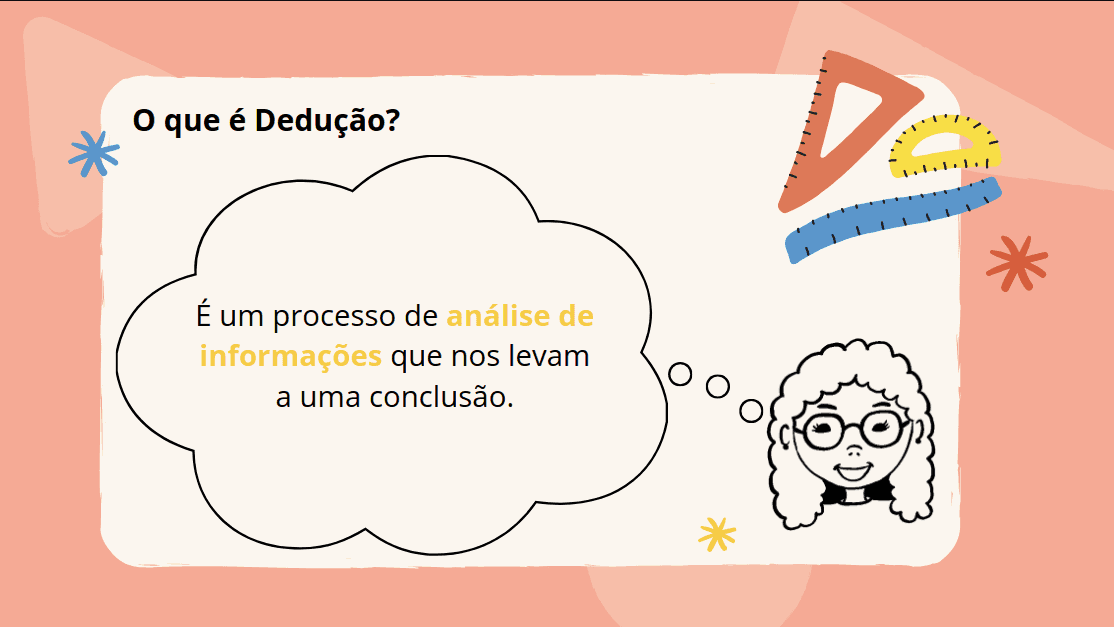 O que é Dedução?
É um processo de análise de
informações que nos levam
a uma conclusão.